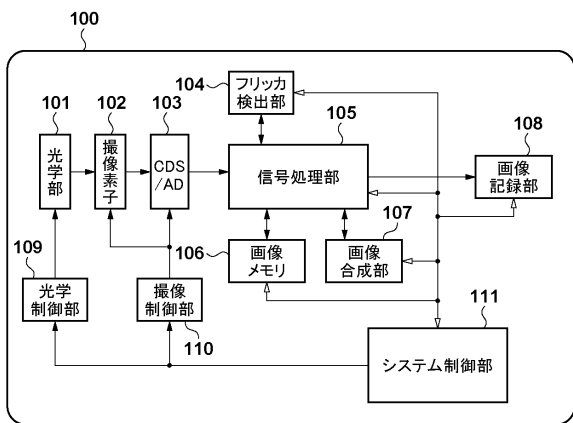 100
101
102
103
104
フリッカ
検出部
105
108
光学部
撮像素子
CDS
/AD
信号処理部
画像
記録部
109
106
画像
メモリ
107
画像
合成部
光学
制御部
撮像
制御部
110
111
システム制御部